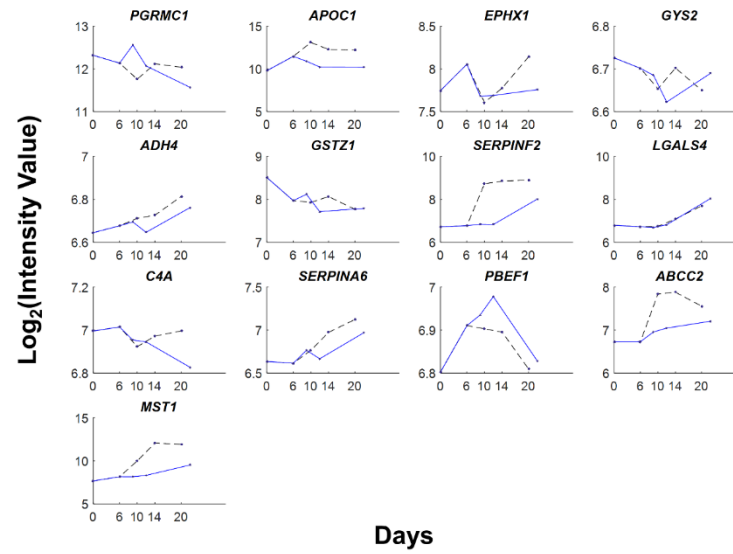 PGRMC1 APOC1 EPHX1 GYS2
13 15 8.5 6.8
12 10 8 6.7
11 5 7.5 6.6
0 6 10 14 20 0 6 10 14 20 0 6 10 14 20 0 6 10 14 20
ADH4 GSTZ1 SERPINF2 LGALS4
7 9 10 10
6.8 8 8 8
6.6 7 6 6
0 6 10 14 20 0 6 10 14 20 0 6 10 14 20 0 6 10 14 20
Log2(Intensity Value)
C4A SERPINA6 PBEF1 ABCC2
7.2 7.5 7 8
7 7 6.9 7
6.8 6.5 6.8 6
0 6 10 14 20 0 6 10 14 20 0 6 10 14 20 0 6 10 14 20
MST1
15
10
5
0 6 10 14 20
Days